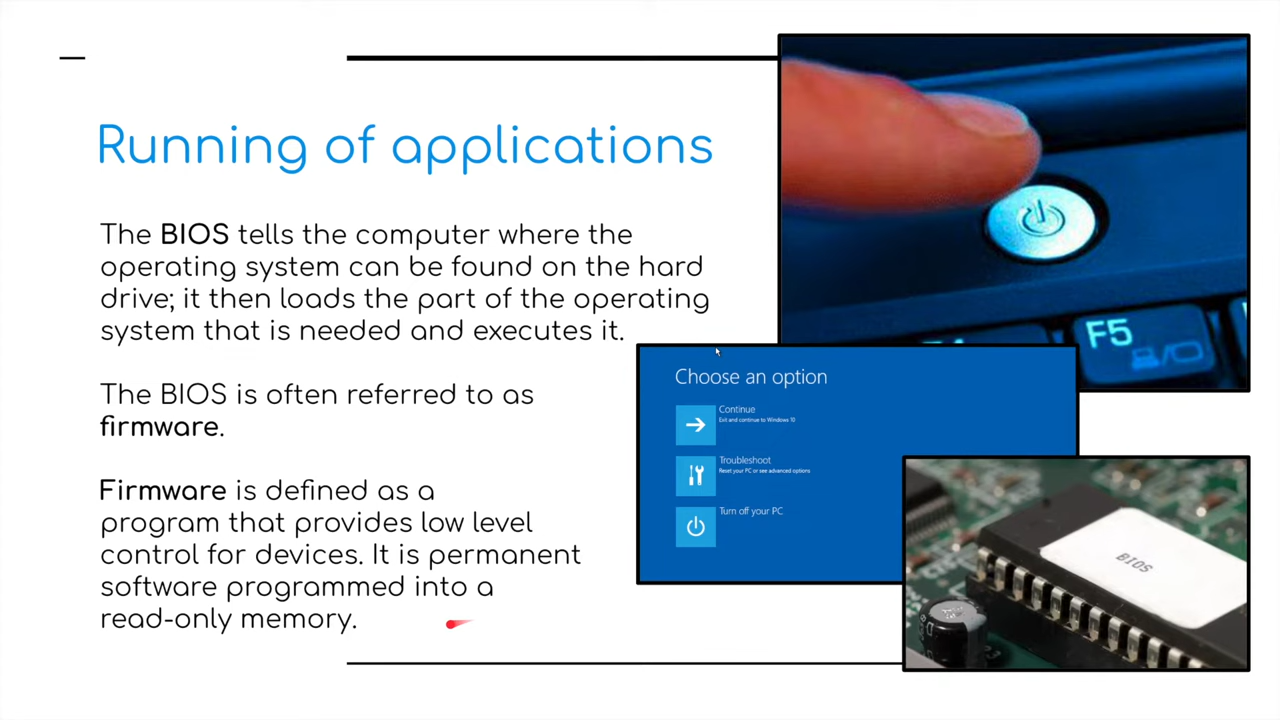 Running of applications
The BIOS tells the computer where the
operating system can be found on the hard
drive; it then loads the part of the operating
system that is needed and executes it.
The BIOS is often referred to as
firmware.
Firmware is defined as a
program that provides low level
control for devices. It is permanent
software programmed into a
read-only memory.
F5
Choose an option
Continue
Exit and continue to Windows 10
Troubleshoot
Reset your PC or see advanced options
Turn off your PC
BIOS